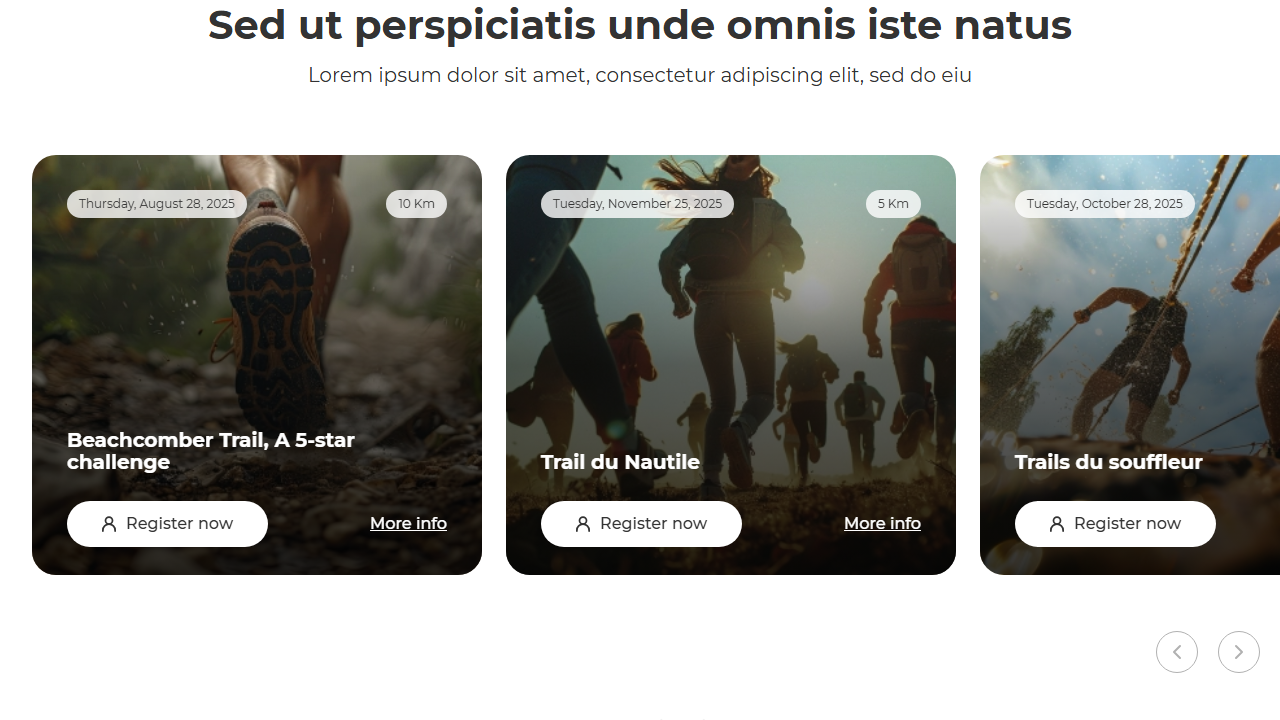 Sed ut perspiciatis unde omnis iste natus
Lorem ipsum dolor sit amet, consectetur adipiscing elit, sed do eiu
Thursday, August 28, 2025
10 Km
Beachcomber Trail, A 5-star
challenge
Register now
More info
Tuesday, November 25, 2025
5 Km
Trail du Nautile
Register now
More info
Tuesday, October 28, 2025
Trails du souffleur
Register now